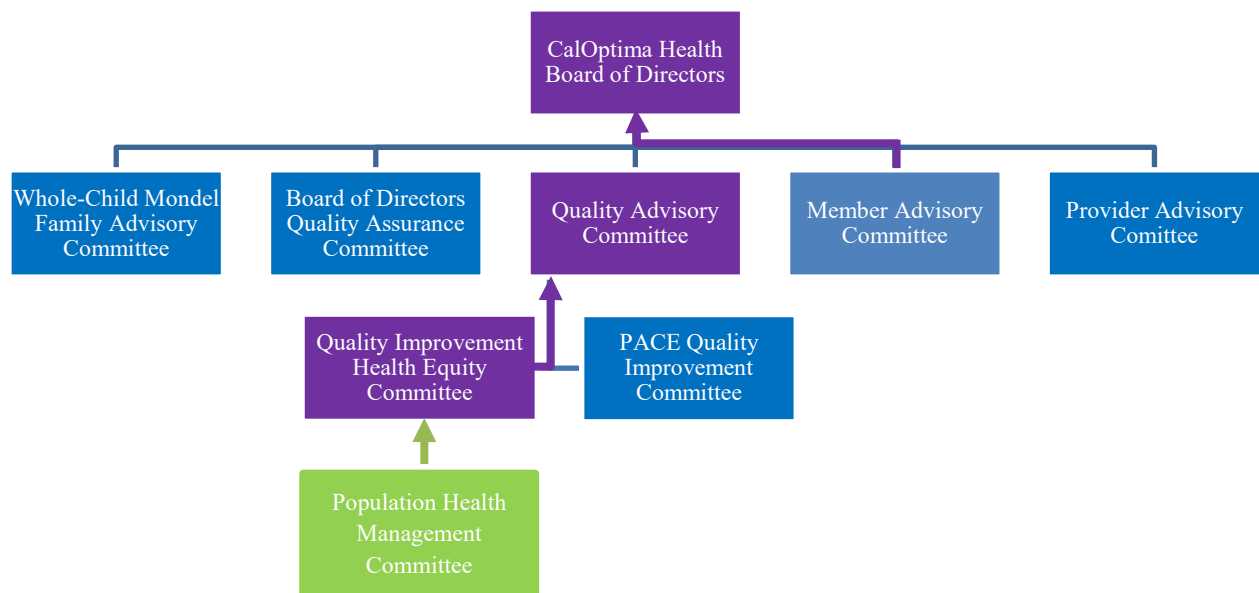 CalOptima Health
Board of Directors
Whole-Child Mondel
Family Advisory
Committee
Board of Directors
Quality Assurance
Committee
Quality Advisory
Committee
Member Advisory
Committee
Provider Advisory
Comittee
Quality Improvement
Health Equity
Committee
PACE Quality
Improvement
Committee
Population Health
Management
Committee